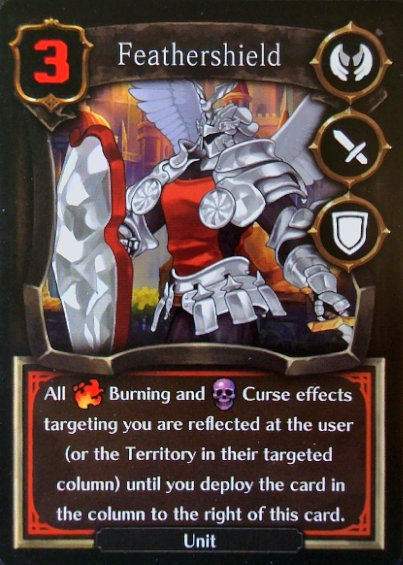 3
Feathershield
All Burning and Curse effects
targeting you are reflected at the user
(or the Territory in their targeted
column) until you deploy the card in
the column to the right of this card.
Unit